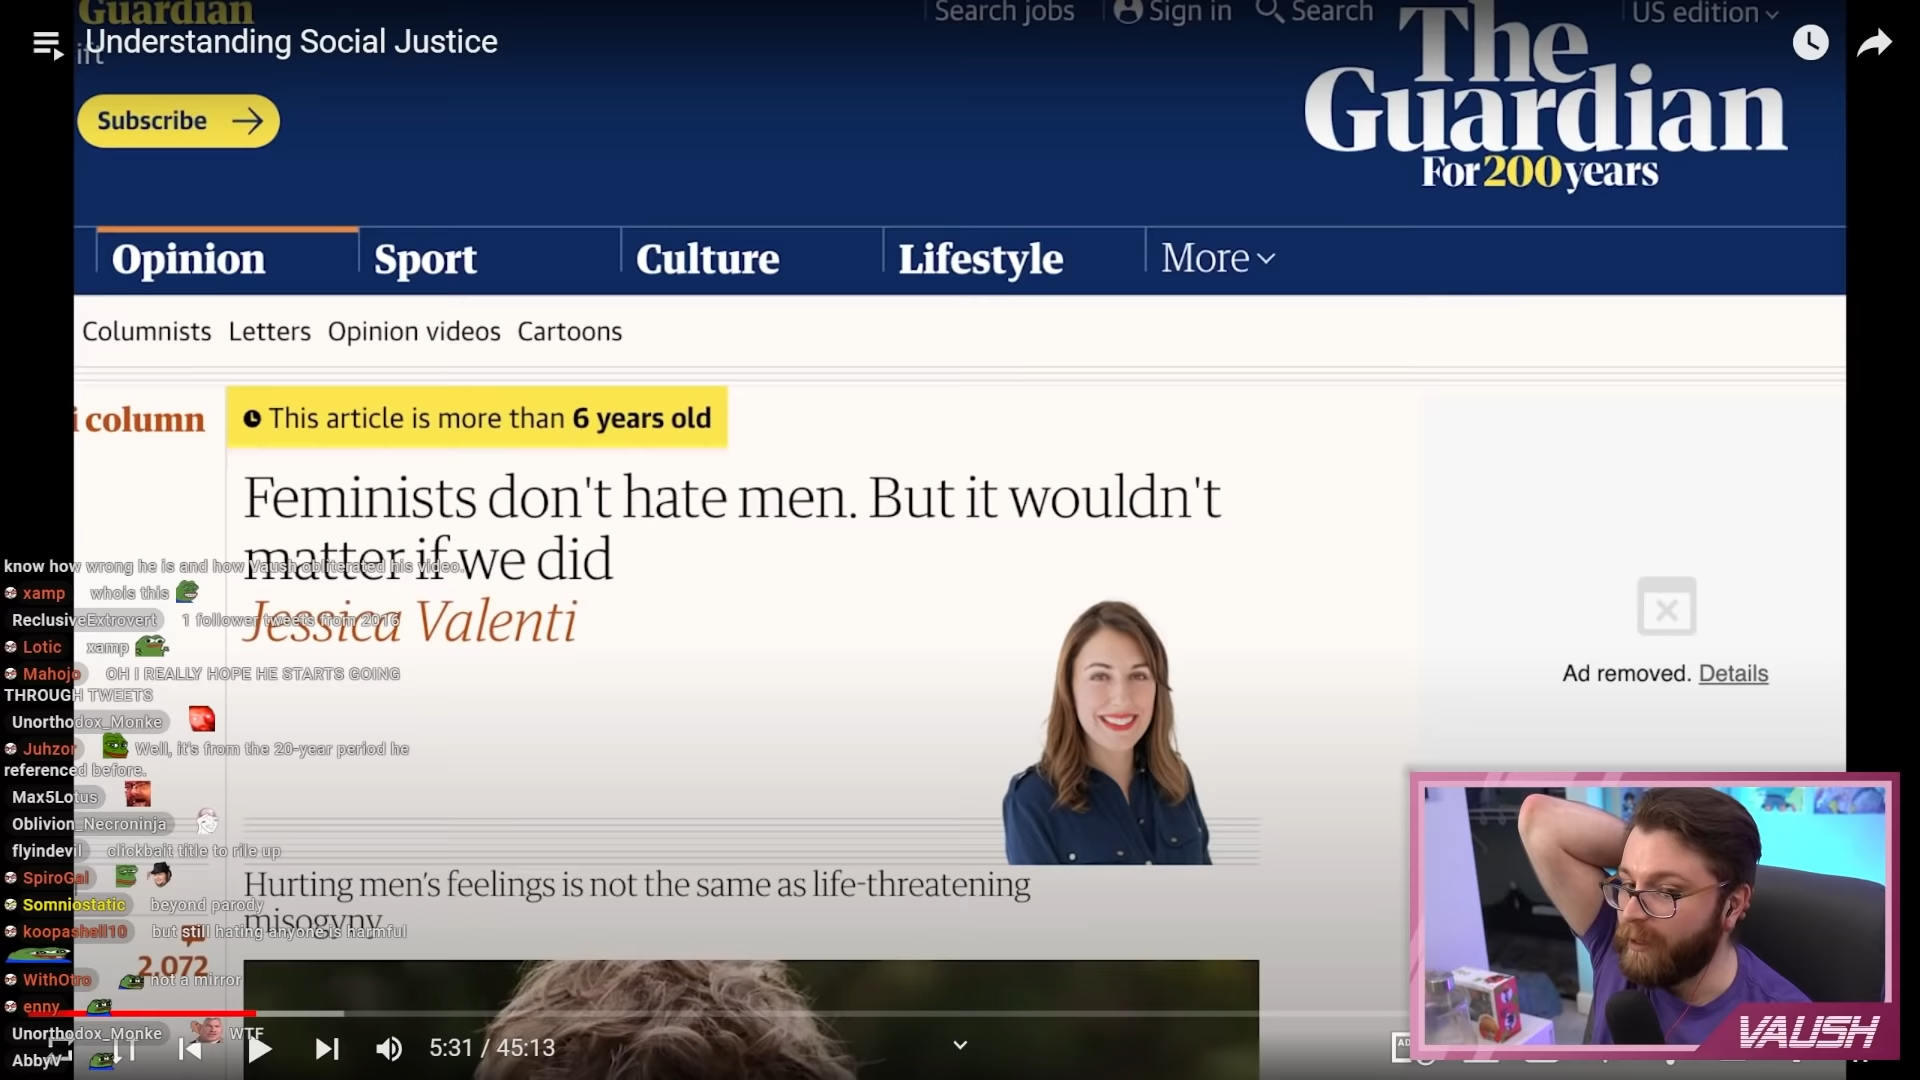 Guardian
Search jobs
Sign in
Search
US edition
Understanding Social Justice
Subscribe
The
Guardian
For 200 years
Opinion
Sport
Culture
Lifestyle
More
Columnists
Letters
Opinion videos
Cartoons
column
This article is more than 6 years old
Feminists don't hate men. But it wouldn't
matter if we did
Jessica Valenti
Ad removed. Details
Hurting men's feelings is not the same as life-threatening
misogyny
2,072
know how wrong he is and how Vaush obliterated his video.
xamp whois this
ReclusiveExtrovert 1 follower tweets from 2016
Lotic xamp
Mahojo OH I REALLY HOPE HE STARTS GOING
THROUGH TWEETS
Unorthodox_Monke
Juhzor Well, it's from the 20-year period he
referenced before.
Max5Lotus
Oblivion_Necroninja
flyindevil clickbait title to rile up
SpiroGal
Somniostatic beyond parody
koopashell10 but still hating anyone is harmful
WithOtro not a mirror
enny
Unorthodox_Monke WTF
AbbyV
5:31 / 45:13
VAUSH